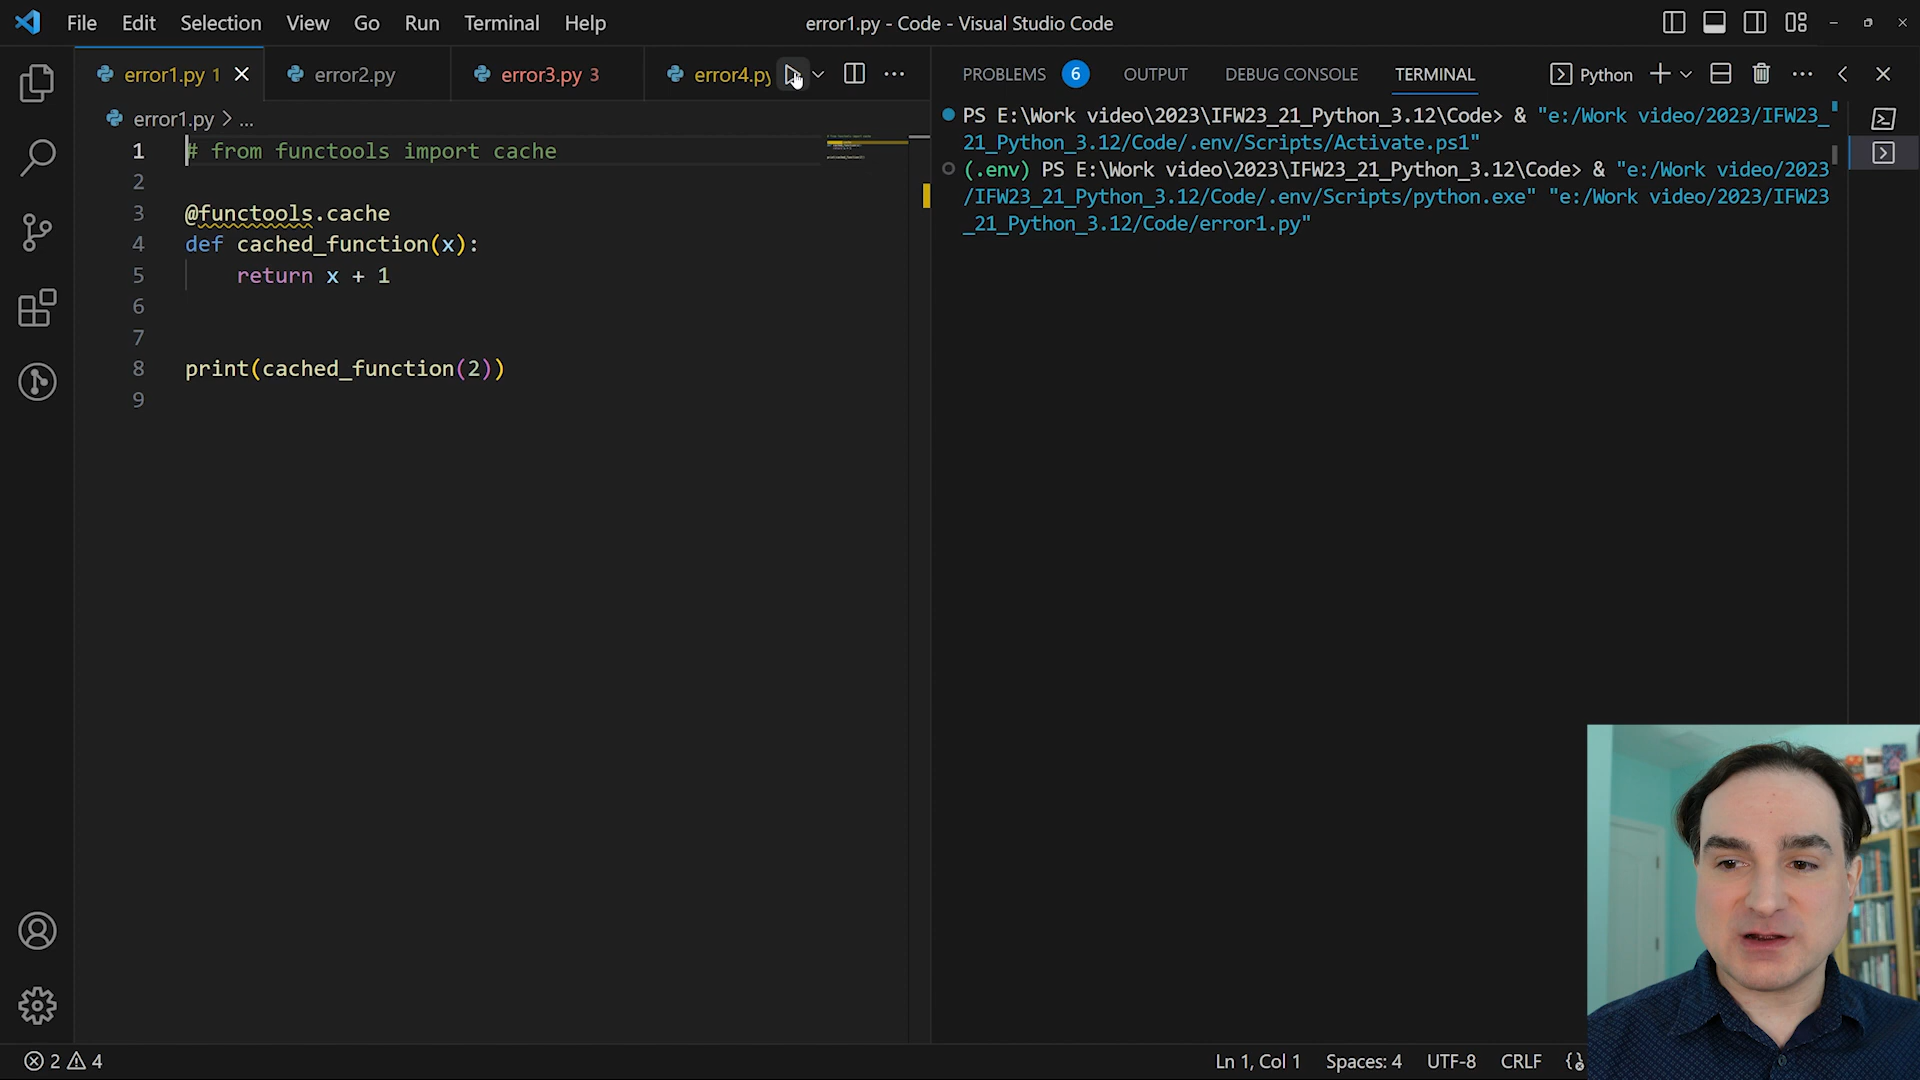 File Edit Selection View Go Run Terminal Help
error1.py - Code - Visual Studio Code
error1.py 1 error2.py error3.py 3 error4.py
error1.py > ...
1 # from functools import cache
2
3 @functools.cache
4 def cached_function(x):
5 return x + 1
6
7
8 print(cached_function(2))
9
PROBLEMS 6 OUTPUT DEBUG CONSOLE TERMINAL Python
PS E:\Work video\2023\IFW23_21_Python_3.12\Code> & "e:/Work video/2023/IFW23_
21_Python_3.12/Code/.env/Scripts/Activate.ps1"
(.env) PS E:\Work video\2023\IFW23_21_Python_3.12\Code> & "e:/Work video/2023
/IFW23_21_Python_3.12/Code/.env/Scripts/python.exe" "e:/Work video/2023/IFW23
_21_Python_3.12/Code/error1.py"
2 4
Ln 1, Col 1 Spaces: 4 UTF-8 CRLF